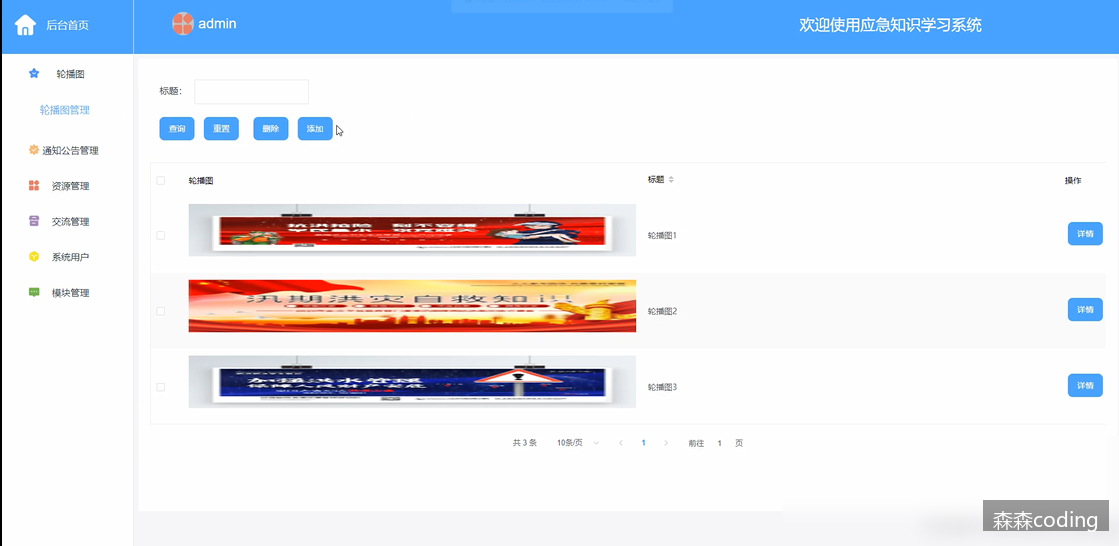 后台首页
admin
欢迎使用应急知识学习系统
轮播图
轮播图管理
通知公告管理
资源管理
交流管理
系统用户
模块管理
标题：
查询 重置 删除 添加
轮播图 标题 操作
轮播图1 详情
汛期洪灾自救知识
轮播图2 详情
加强洪水管理
轮播图3 详情
共 3 条 10条/页 1 前往 1 页
森森coding